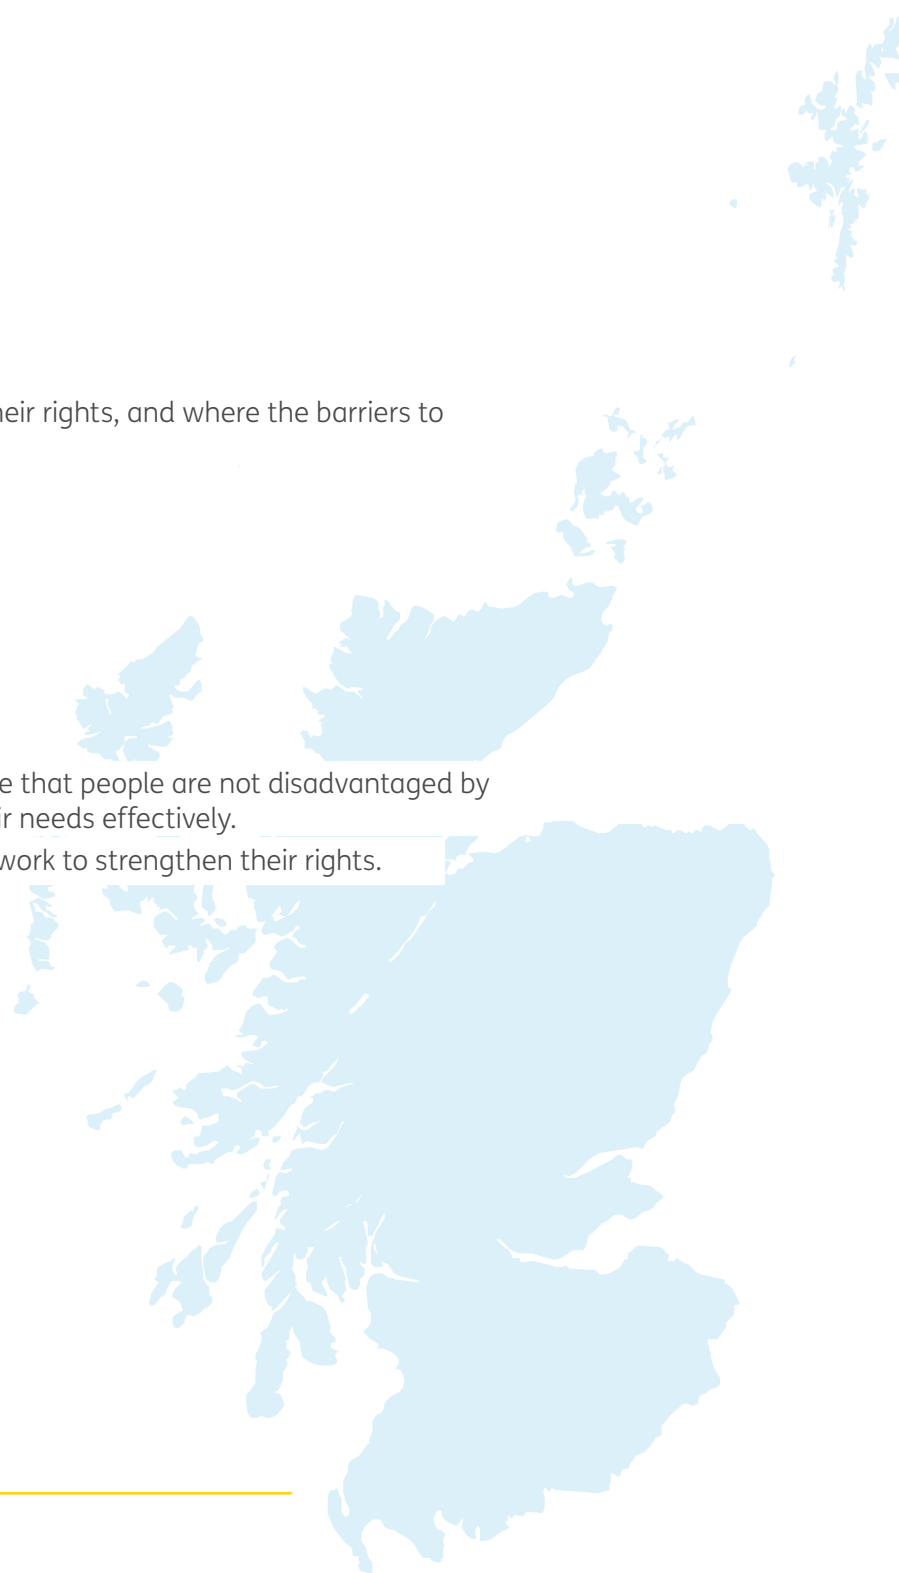 heir rights, and where the barriers to
e that people are not disadvantaged by
ir needs effectively.
work to strengthen their rights.